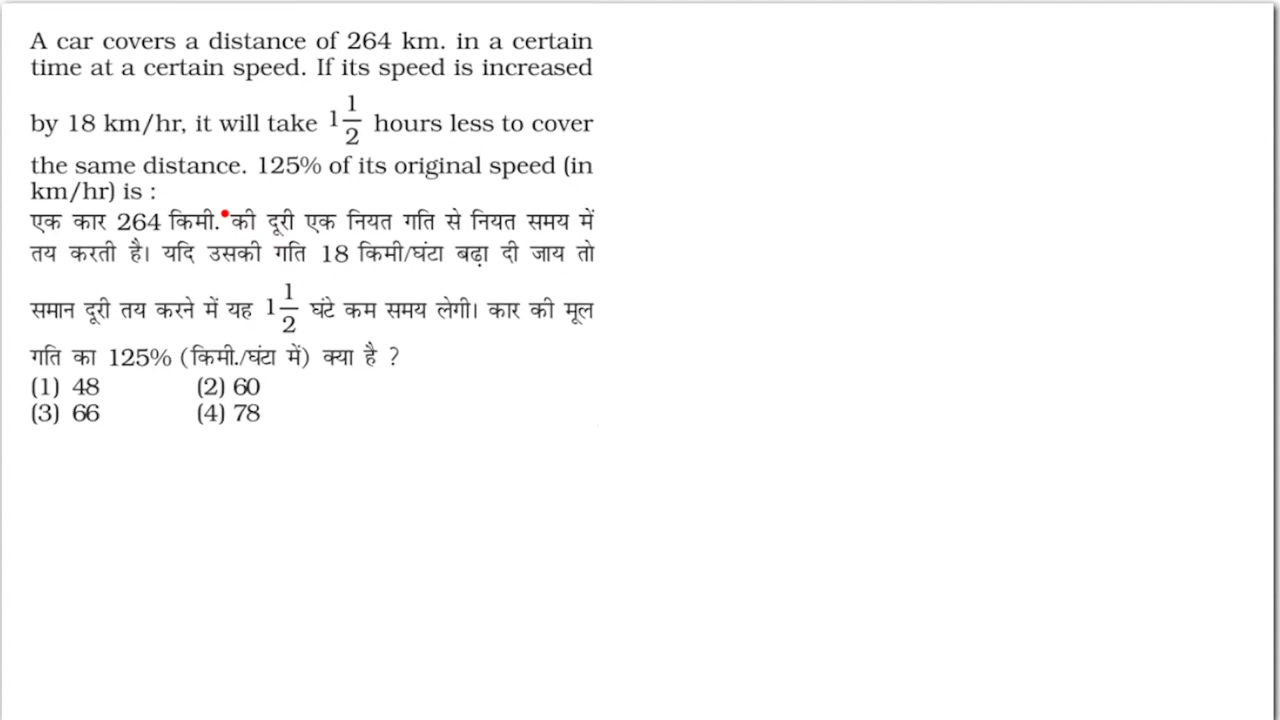 A car covers a distance of 264 km. in a certain
time at a certain speed. If its speed is increased
by 18 km/hr, it will take 1 1/2 hours less to cover
the same distance. 125% of its original speed (in
km/hr) is :
एक कार 264 किमी. की दूरी एक नियत गति से नियत समय में
तय करती है। यदि उसकी गति 18 किमी/घंटा बढ़ा दी जाय तो
समान दूरी तय करने में यह 1 1/2 घंटे कम समय लेगी। कार की मूल
गति का 125% (किमी./घंटा में) क्या है ?
(1) 48 (2) 60
(3) 66 (4) 78